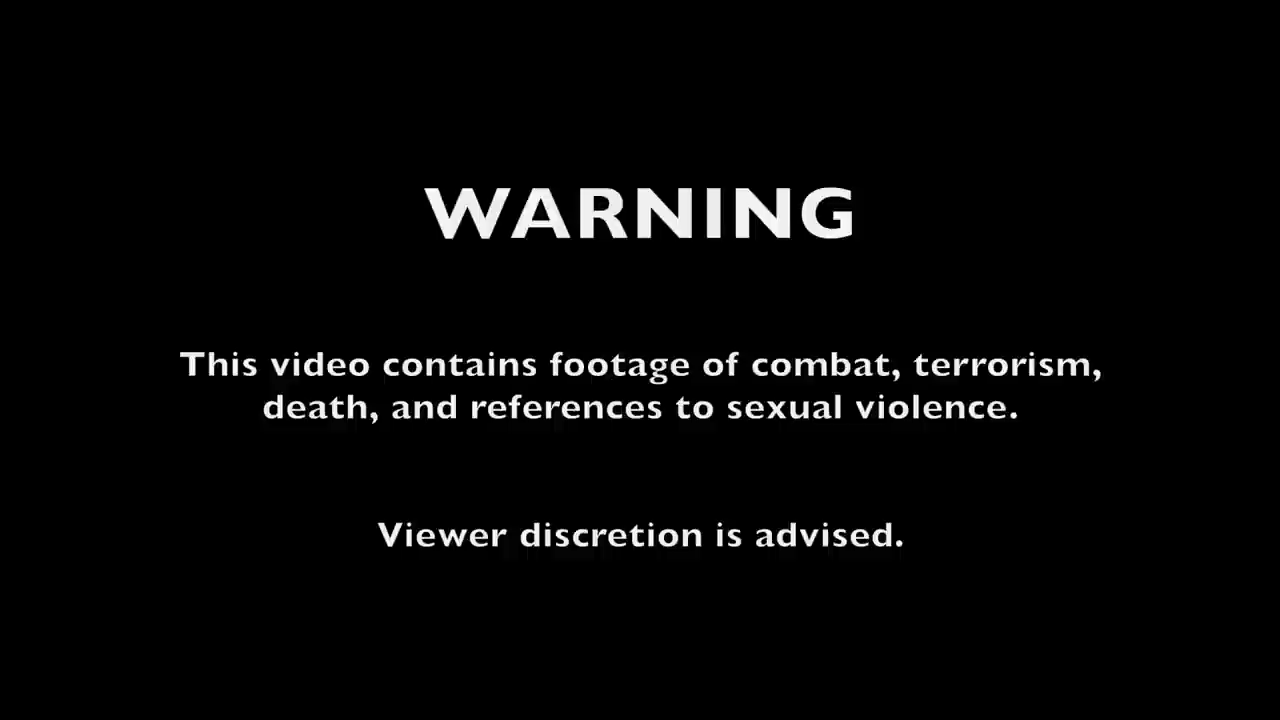 WARNING
This video contains footage of combat, terrorism,
death, and references to sexual violence.
Viewer discretion is advised.